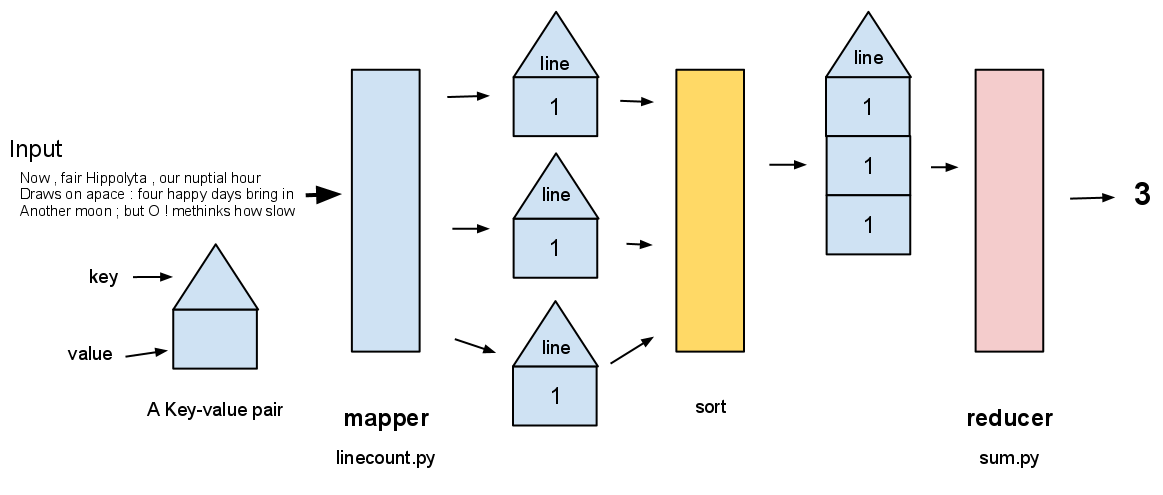 Input
Now , fair Hippolyta , our nuptial hour
Draws on apace : four happy days bring in
Another moon ; but O ! methinks how slow
key
value
A Key-value pair
mapper
linecount.py
line
1
line
1
line
1
sort
line
1
1
1
reducer
sum.py
3